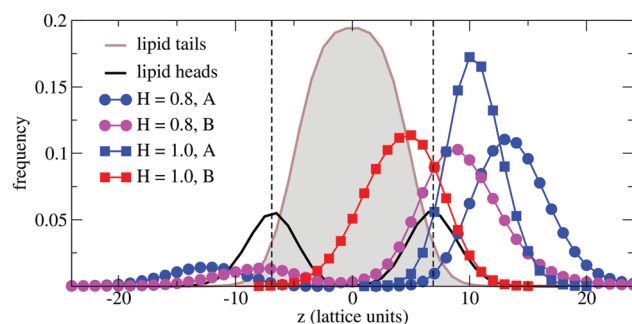 0.2
0.15
0.1
0.05
0
frequency
lipid tails
lipid heads
H = 0.8, A
H = 0.8, B
H = 1.0, A
H = 1.0, B
-20 -10 0 10 20
z (lattice units)